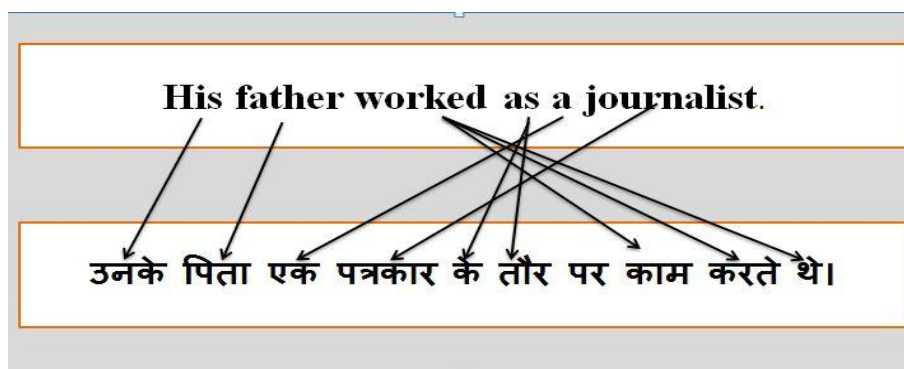 His father worked as a journalist.
उनके पिता एक पत्रकार के तौर पर काम करते थे।